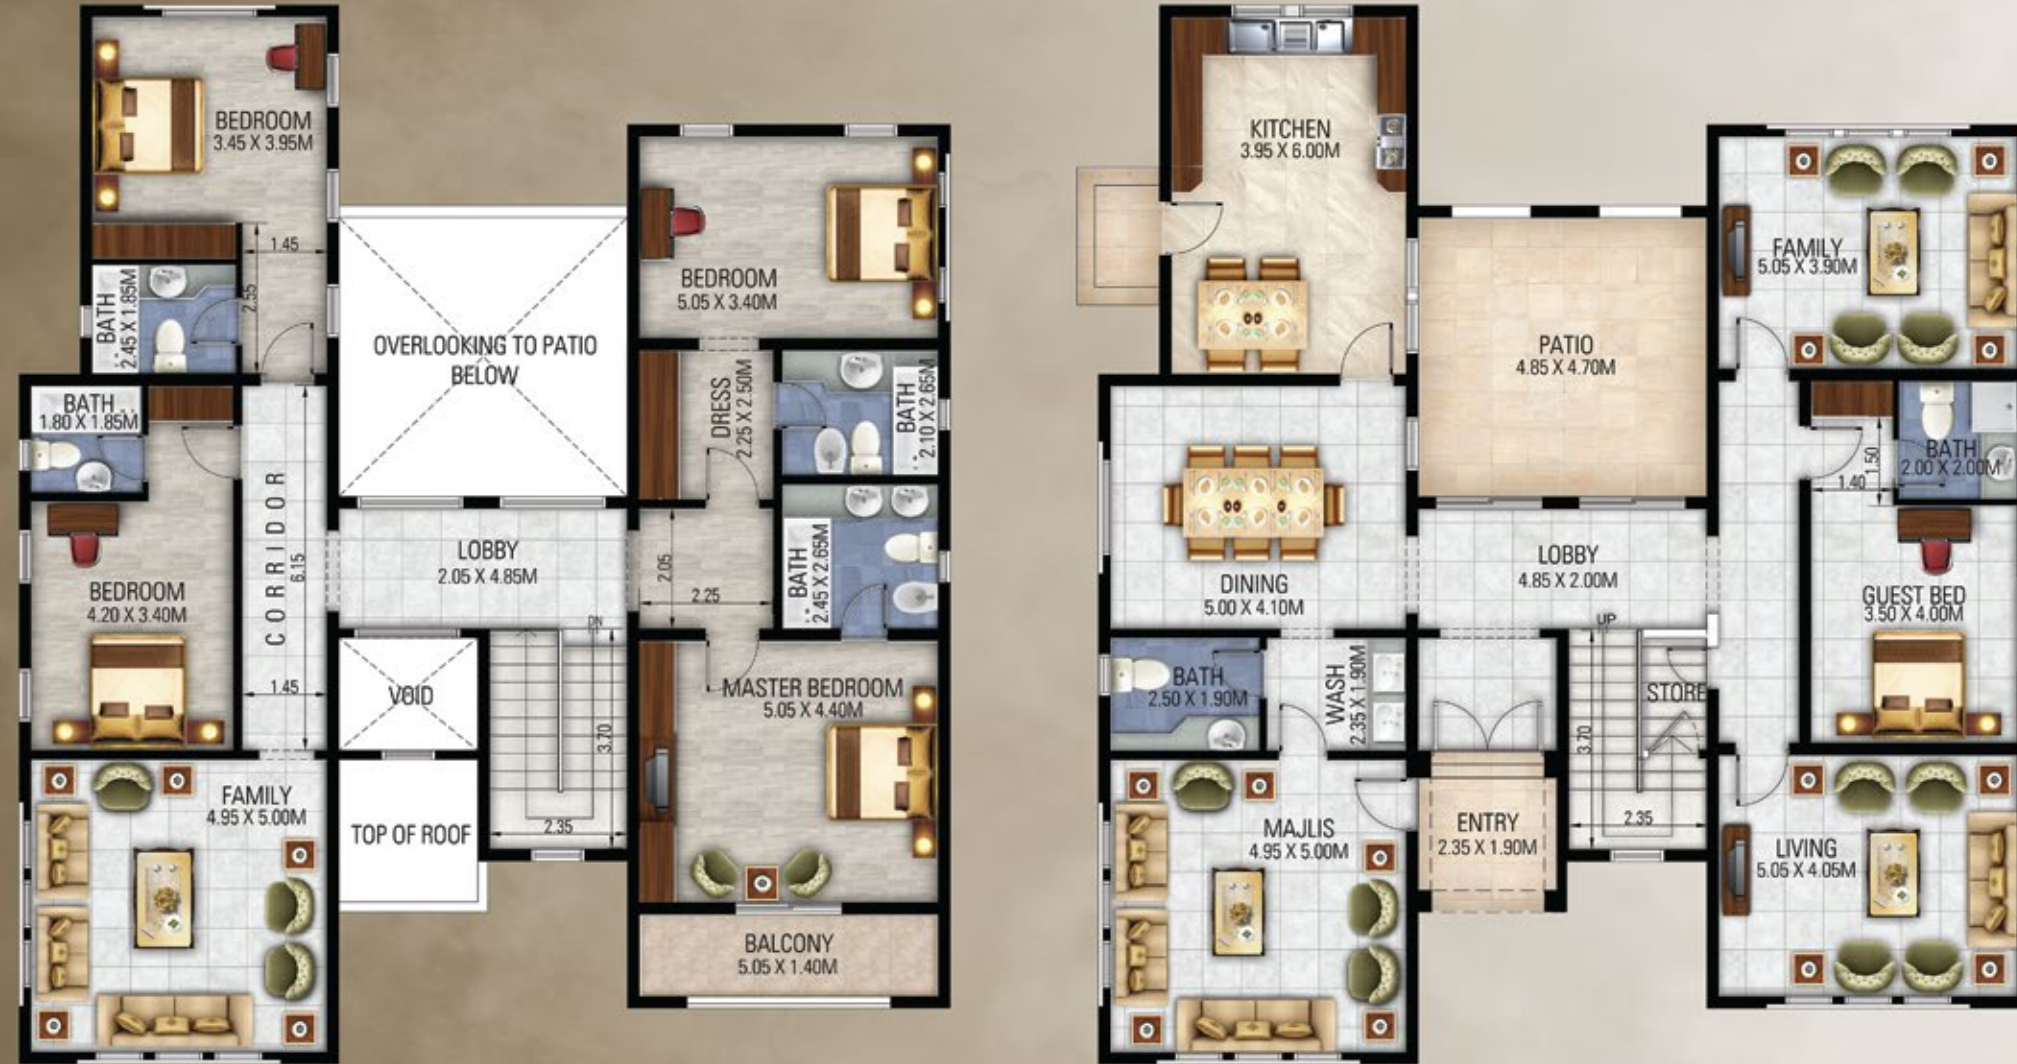 BEDROOM
3.45 X 3.95M
1.45
2.55
BATH
2.45 X 1.85M
BATH
1.80 X 1.85M
CORRIDOR
6.15
1.45
BEDROOM
4.20 X 3.40M
FAMILY
4.95 X 5.00M
OVERLOOKING TO PATIO
BELOW
LOBBY
2.05 X 4.85M
VOID
TOP OF ROOF
DN
3.70
2.35
BEDROOM
5.05 X 3.40M
DRESS
2.25 X 2.50M
BATH
2.10 X 2.65M
2.05
2.25
BATH
2.45 X 2.65M
MASTER BEDROOM
5.05 X 4.40M
BALCONY
5.05 X 1.40M
KITCHEN
3.95 X 6.00M
PATIO
4.85 X 4.70M
FAMILY
5.05 X 3.90M
DINING
5.00 X 4.10M
LOBBY
4.85 X 2.00M
1.50
1.40
BATH
2.00 X 2.00M
GUEST BED
3.50 X 4.00M
BATH
2.50 X 1.90M
WASH
2.35 X 1.90M
UP
STORE
3.70
2.35
MAJLIS
4.95 X 5.00M
ENTRY
2.35 X 1.90M
LIVING
5.05 X 4.05M